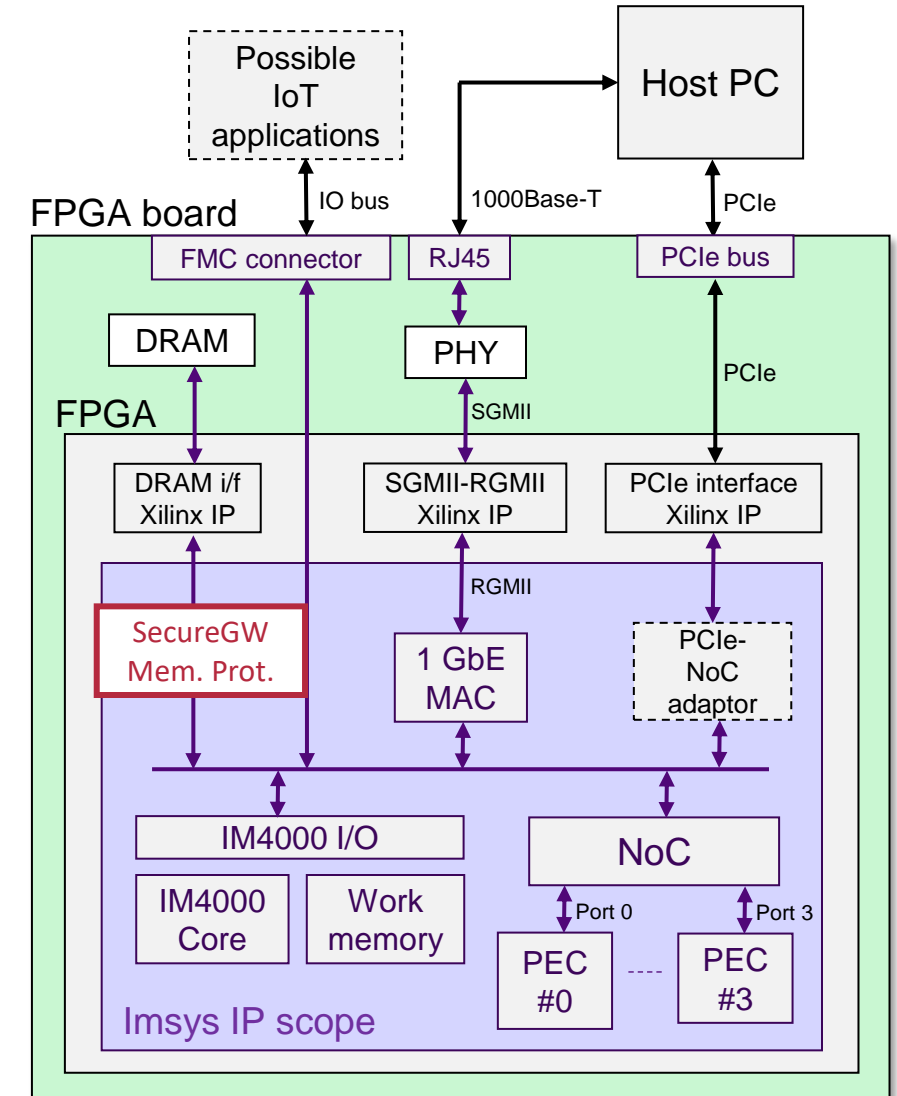 Possible
IoT
applications
Host PC
IO bus
1000Base-T
PCIe
FPGA board
FMC connector
RJ45
PCIe bus
DRAM
PHY
PCIe
SGMII
FPGA
DRAM i/f
Xilinx IP
SGMII-RGMII
Xilinx IP
PCIe interface
Xilinx IP
RGMII
SecureGW
Mem. Prot.
1 GbE
MAC
PCIe-
NoC
adaptor
IM4000 I/O
NoC
IM4000
Core
Work
memory
Port 0
Port 3
PEC
#0
PEC
#3
Imsys IP scope